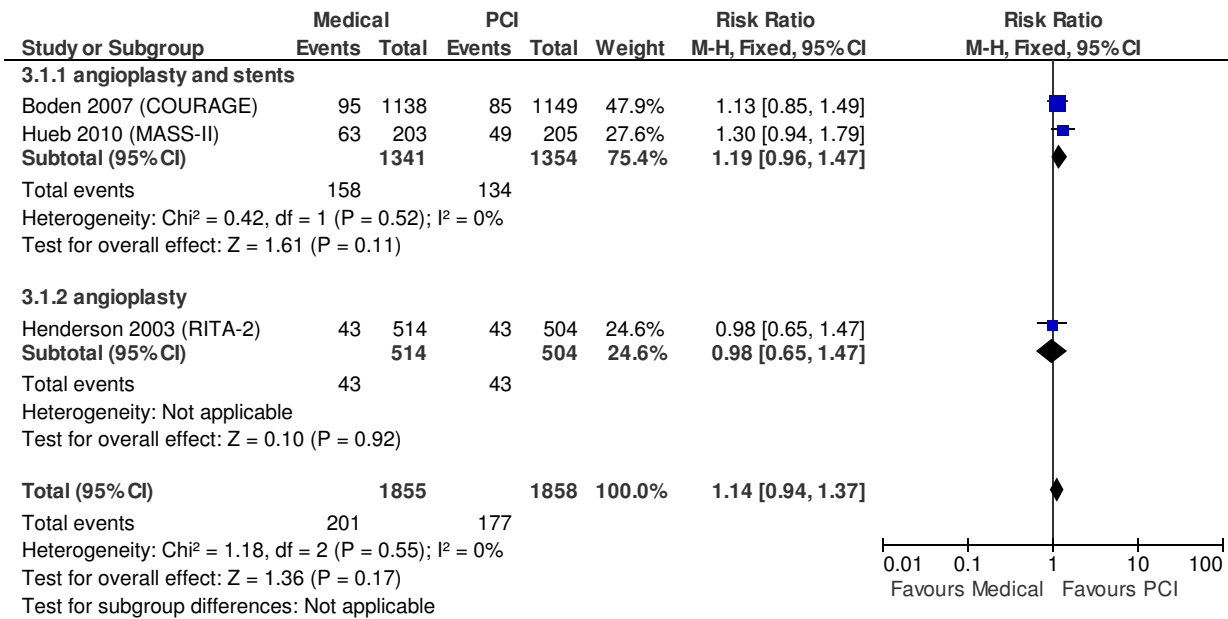 Medical PCI Risk Ratio Risk Ratio
Study or Subgroup Events Total Events Total Weight M-H, Fixed, 95% CI M-H, Fixed, 95% CI
3.1.1 angioplasty and stents
Boden 2007 (COURAGE) 95 1138 85 1149 47.9% 1.13 [0.85, 1.49]
Hueb 2010 (MASS-II) 63 203 49 205 27.6% 1.30 [0.94, 1.79]
Subtotal (95% CI) 1341 1354 75.4% 1.19 [0.96, 1.47]
Total events 158 134
Heterogeneity: Chi² = 0.42, df = 1 (P = 0.52); I² = 0%
Test for overall effect: Z = 1.61 (P = 0.11)
3.1.2 angioplasty
Henderson 2003 (RITA-2) 43 514 43 504 24.6% 0.98 [0.65, 1.47]
Subtotal (95% CI) 514 504 24.6% 0.98 [0.65, 1.47]
Total events 43 43
Heterogeneity: Not applicable
Test for overall effect: Z = 0.10 (P = 0.92)
Total (95% CI) 1855 1858 100.0% 1.14 [0.94, 1.37]
Total events 201 177
Heterogeneity: Chi² = 1.18, df = 2 (P = 0.55); I² = 0%
Test for overall effect: Z = 1.36 (P = 0.17)
Test for subgroup differences: Not applicable
0.01 0.1 1 10 100
Favours Medical Favours PCI